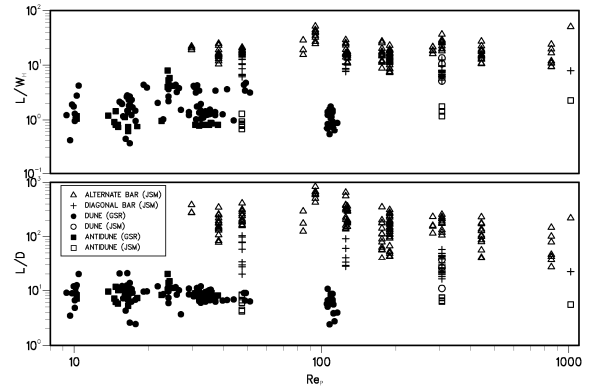 10²
10¹
10⁰
10⁻¹
L/W
10³
10²
10¹
10⁰
L/D
ALTERNATE BAR (JSM)
DIAGONAL BAR (JSM)
DUNE (GSR)
DUNE (JSM)
ANTIDUNE (GSR)
ANTIDUNE (JSM)
10
100
1000
Reₚ